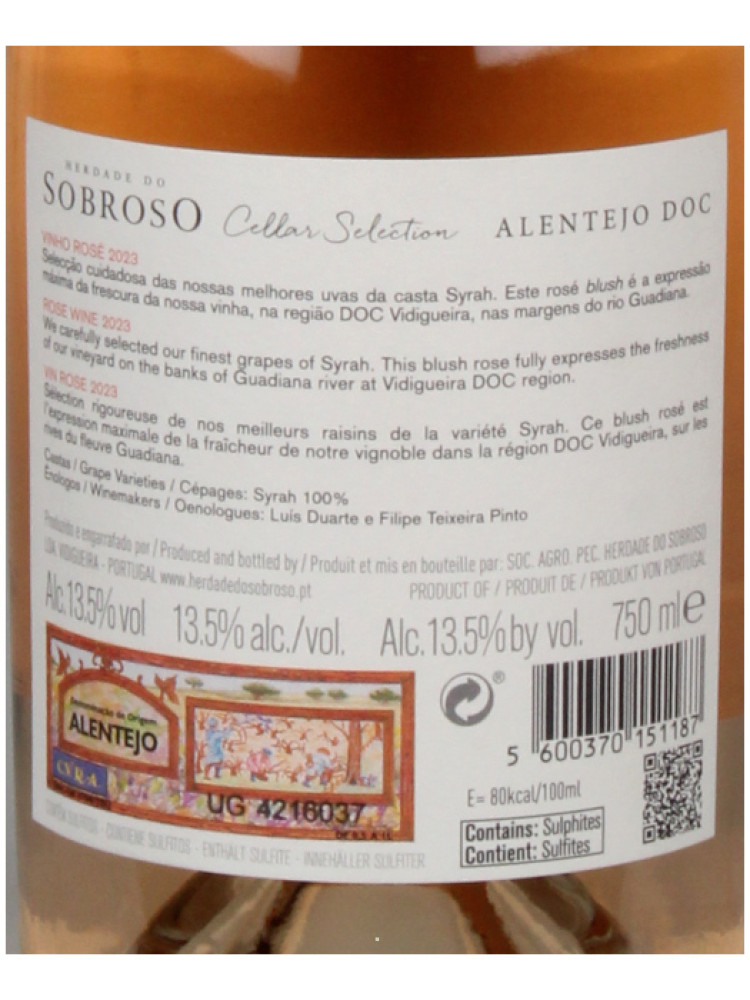 HERDADE DO
SOBROSO Cellar Selection ALENTEJO DOC
VINHO ROSÉ 2023
Selecção cuidadosa das nossas melhores uvas da casta Syrah. Este rosé blush é a expressão
máxima da frescura da nossa vinha, na região DOC Vidigueira, nas margens do rio Guadiana.
ROSE WINE 2023
We carefully selected our finest grapes of Syrah. This blush rose fully expresses the freshness
of our vineyard on the banks of Guadiana river at Vidigueira DOC region.
VIN ROSE 2023
Sélection rigoureuse de nos meilleurs raisins de la variété Syrah. Ce blush rosé est
l'expression maximale de la fraîcheur de notre vignoble dans la région DOC Vidigueira, sur les
rives du fleuve Guadiana.
Castas / Grape Varieties / Cépages: Syrah 100%
Enólogos / Winemakers / Oenologues: Luis Duarte e Filipe Teixeira Pinto
Produzido e engarrafado por / Produced and bottled by / Produit et mis en bouteille par: SOC. AGRO. PEC. HERDADE DO SOBROSO
LDA. VIDIGUEIRA - PORTUGAL www.herdadedosobroso.pt PRODUCT OF / PRODUIT DE / PRODUKT VON PORTUGAL
Alc.13.5%vol 13.5% alc./vol. Alc.13.5%by vol. 750 ml e
Denominação de Origem
ALENTEJO
C.V.R.A.
UG 4216037
DE 0,5 A 1L
®
5 600370 151187
E= 80kcal/100ml
Contains: Sulphites
Contient: Sulfites
CONTÉM SULFITOS - CONTIENE SULFITOS - ENTHÄLT SULFITE - INNEHÅLLER SULFITER